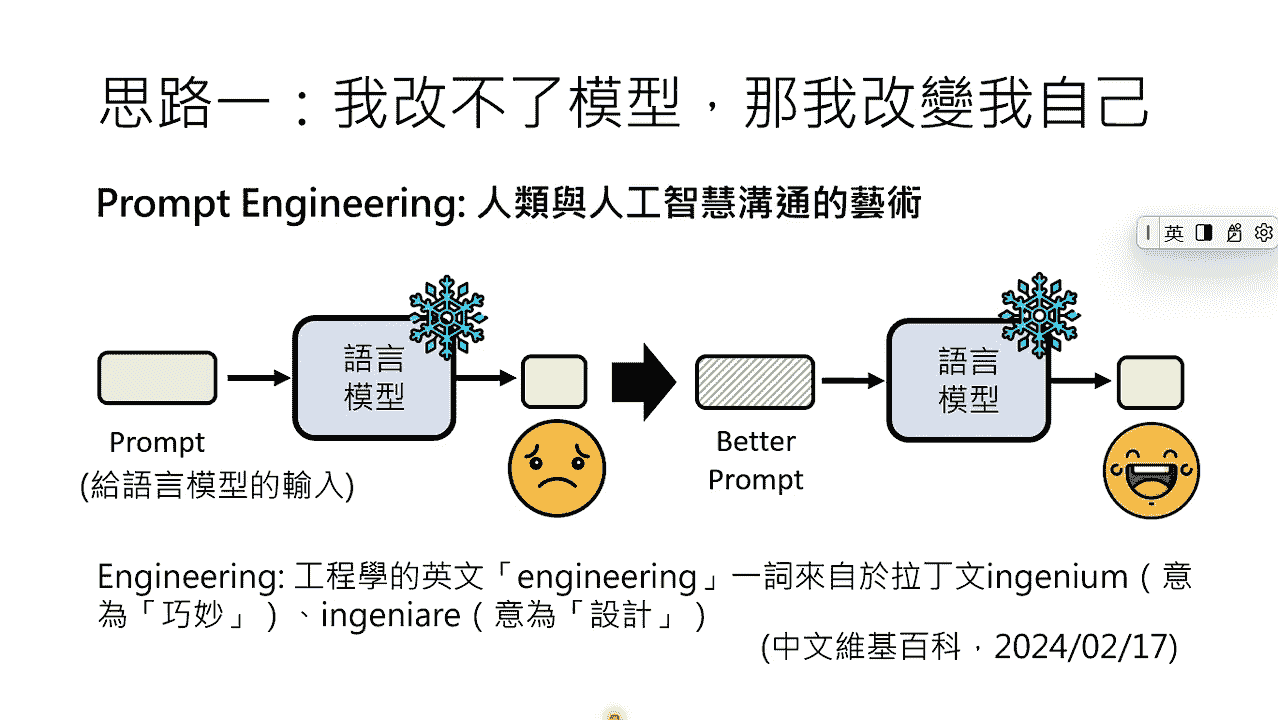 思路一：我改不了模型，那我改變我自己
Prompt Engineering: 人類與人工智慧溝通的藝術
英
語言
模型
Prompt
(給語言模型的輸入)
語言
模型
Better
Prompt
Engineering: 工程學的英文「engineering」一詞來自於拉丁文ingenium（意
為「巧妙」）、ingeniare（意為「設計」）
(中文維基百科，2024/02/17)